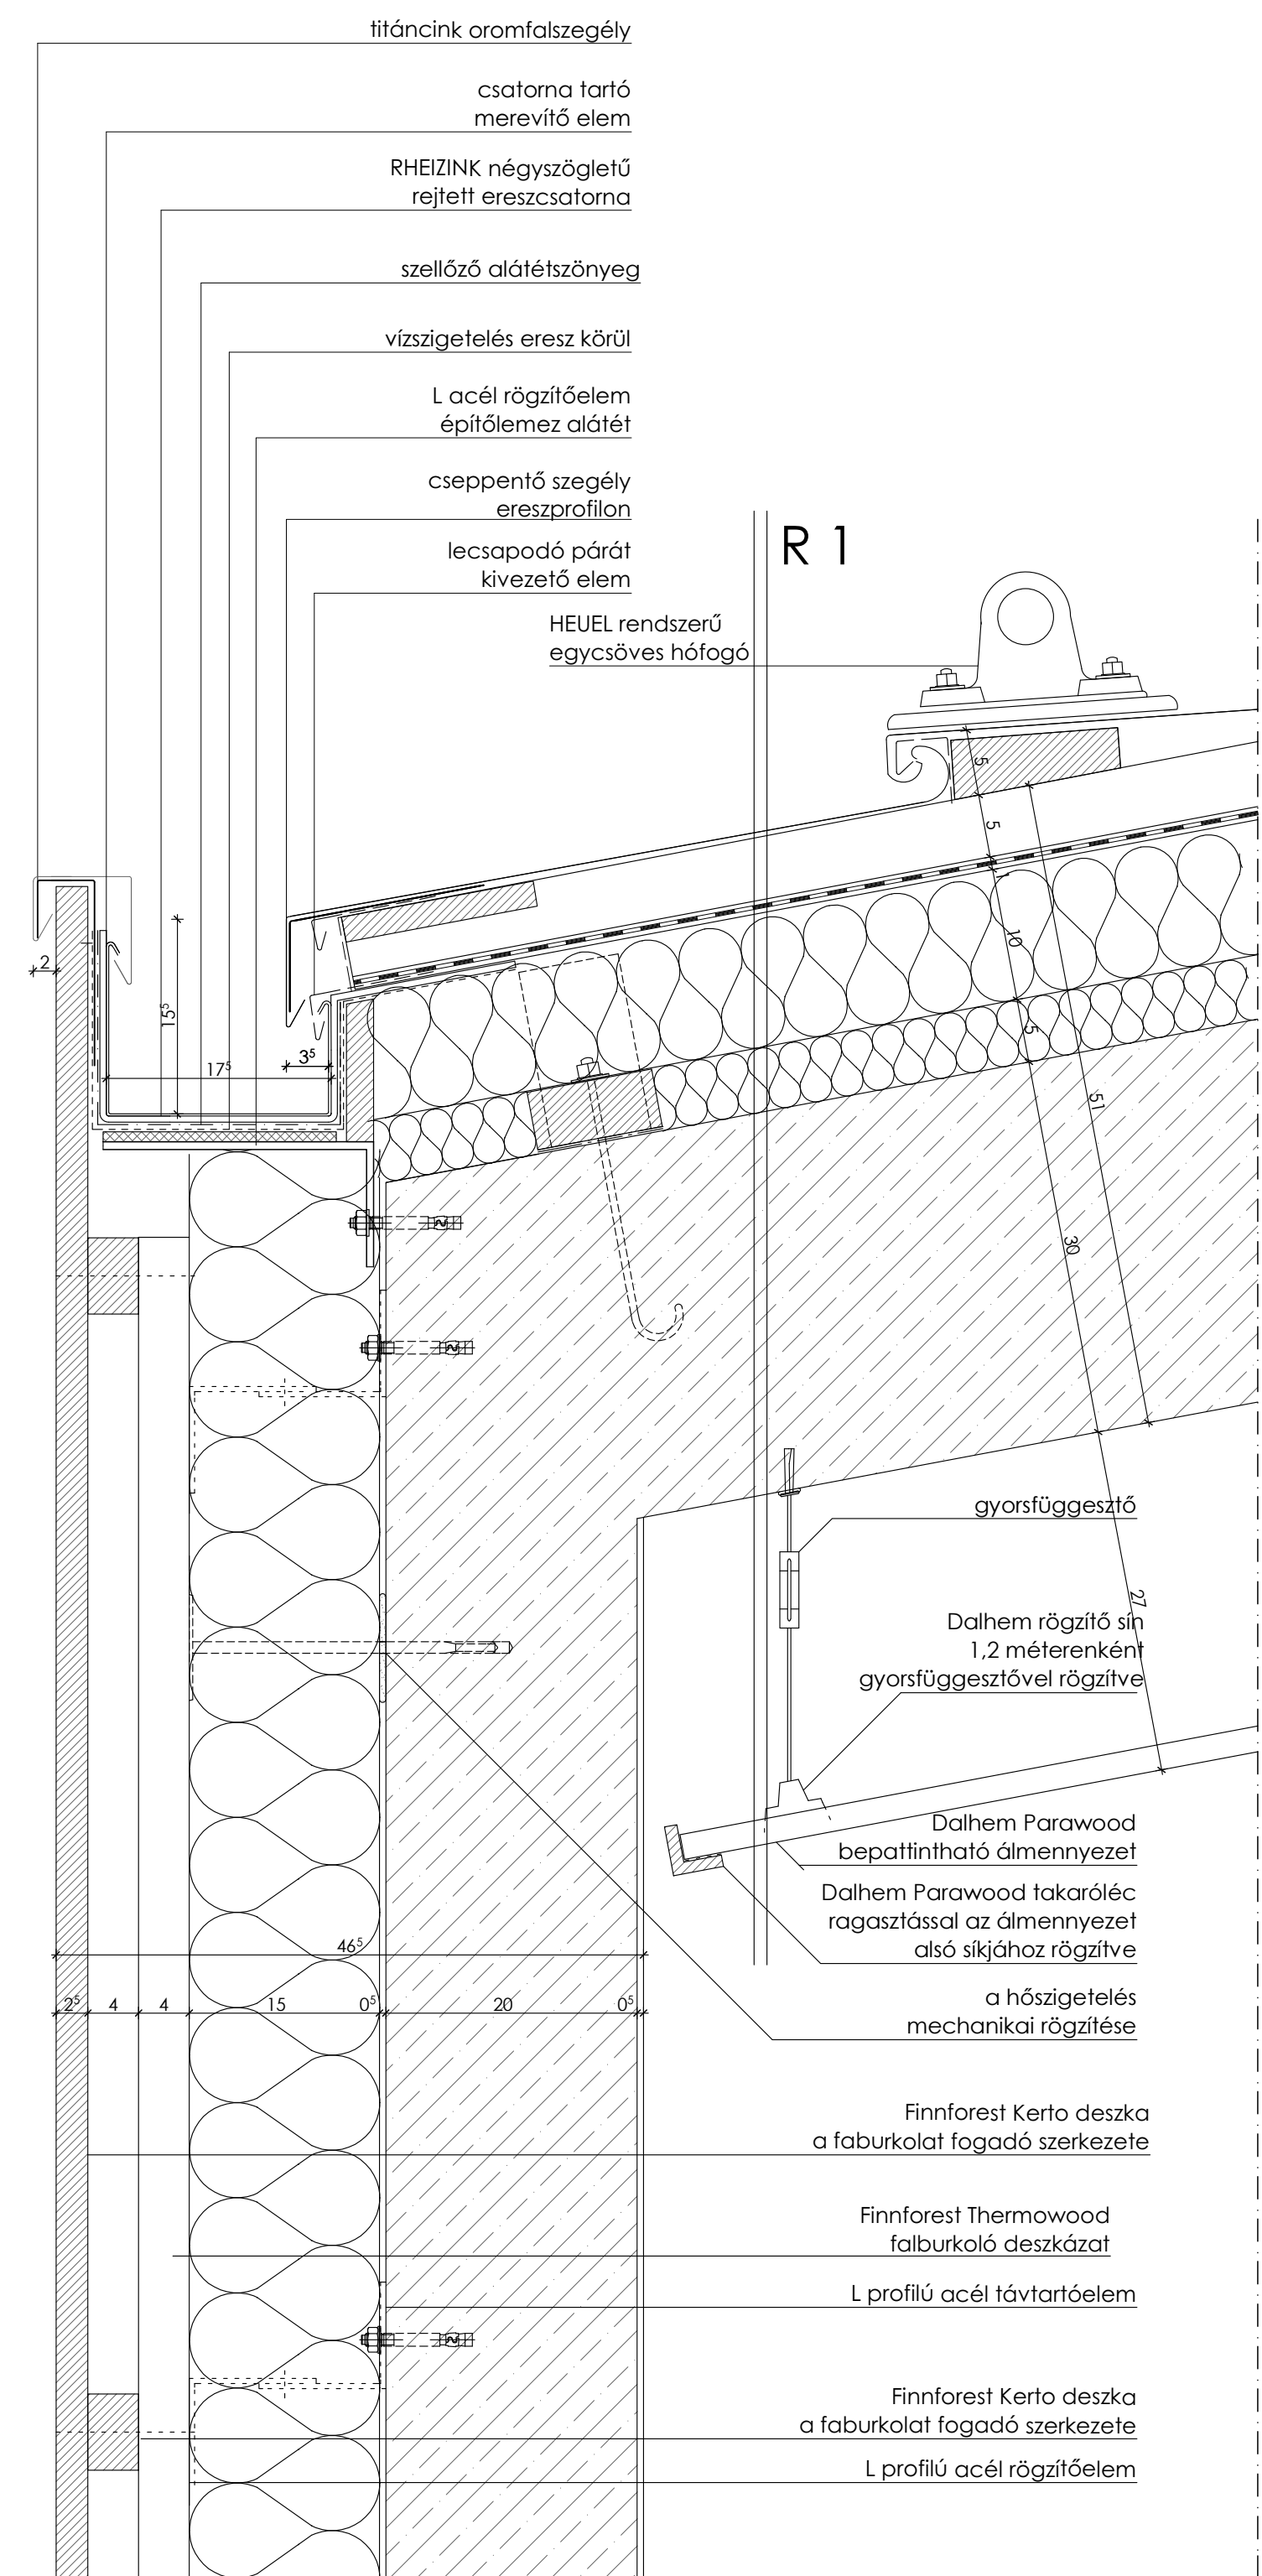 titáncink oromfalszegély
csatorna tartó
merevítő elem
RHEIZINK négyszögletű
rejtett ereszcsatorna
szellőző alátétszönyeg
vízszigetelés eresz körül
L acél rögzítőelem
építőlemez alátét
cseppentő szegély
ereszprofilon
lecsapodó párát
kivezető elem
R 1
HEUEL rendszerű
egycsöves hófogó
5
5
1
10
5
51
30
27
2
15⁵
17⁵
3⁵
gyorsfüggesztő
Dalhem rögzítő sín
1,2 méterenként
gyorsfüggesztővel rögzítve
Dalhem Parawood
bepattintható álmennyezet
Dalhem Parawood takaróléc
ragasztással az álmennyezet
alsó síkjához rögzítve
46⁵
2⁵ 4 4 15 0⁵ 20 0⁵
a hőszigetelés
mechanikai rögzítése
Finnforest Kerto deszka
a faburkolat fogadó szerkezete
Finnforest Thermowood
falburkoló deszkázat
L profilú acél távtartóelem
Finnforest Kerto deszka
a faburkolat fogadó szerkezete
L profilú acél rögzítőelem